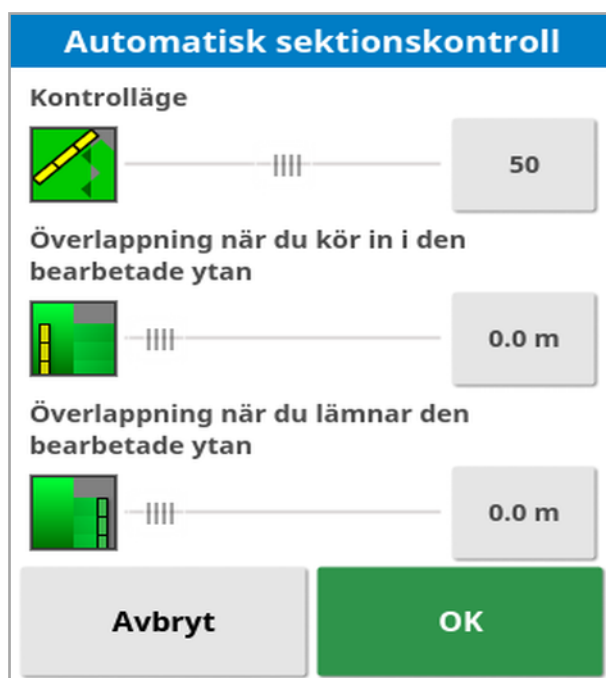 Automatisk sektionskontroll
Kontrolläge
50
Överlappning när du kör in i den
bearbetade ytan
0.0 m
Överlappning när du lämnar den
bearbetade ytan
0.0 m
Avbryt
OK